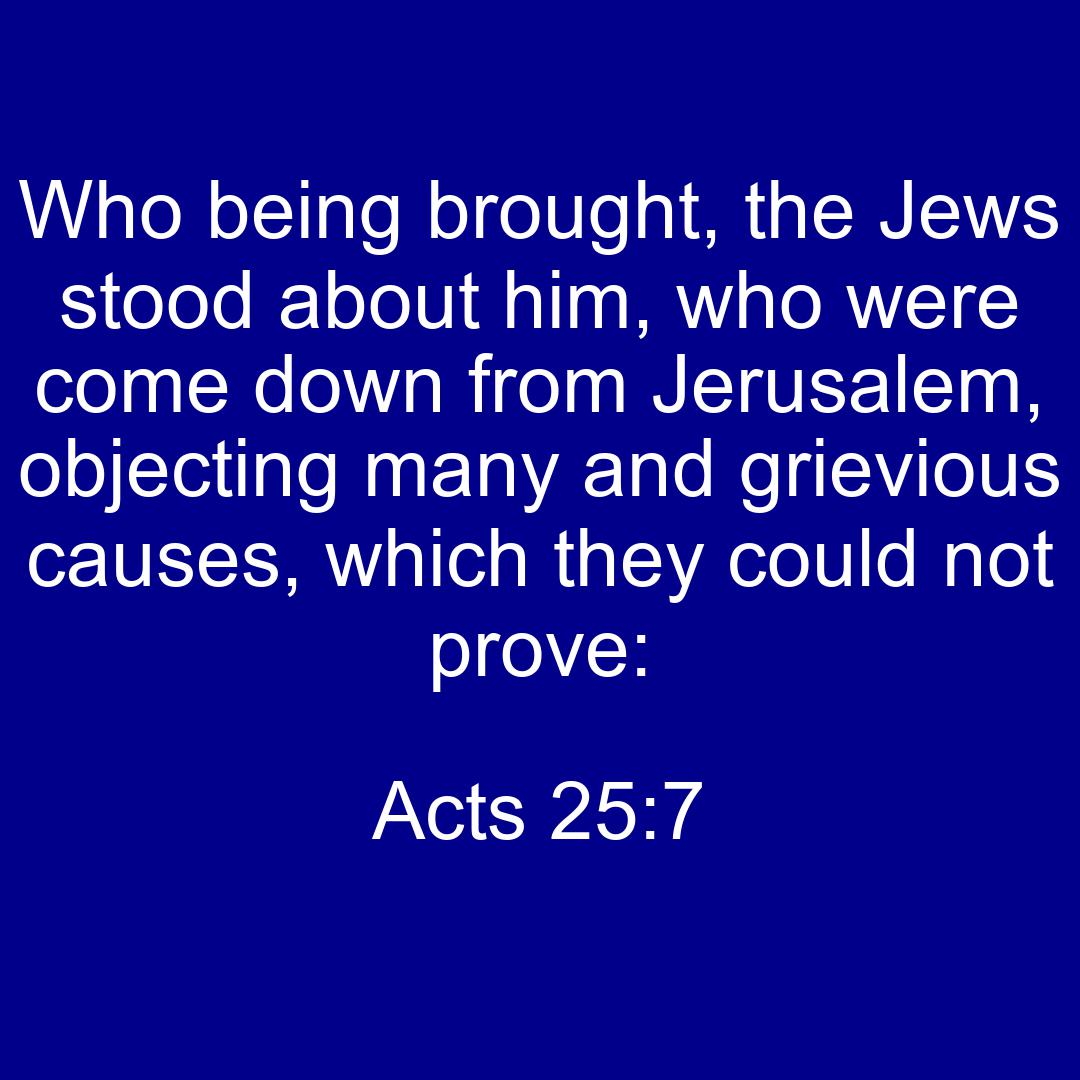 Who being brought, the Jews
stood about him, who were
come down from Jerusalem,
objecting many and grievious
causes, which they could not
prove:
Acts 25:7